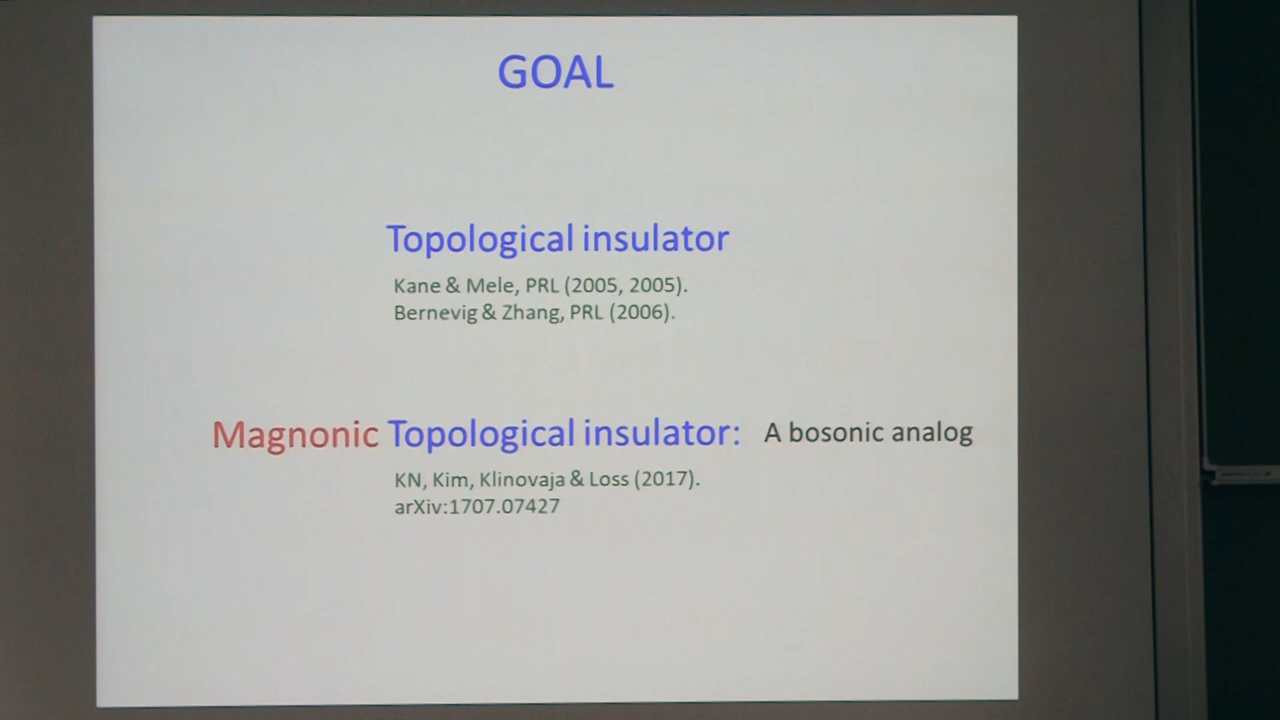 GOAL
Topological insulator
Kane & Mele, PRL (2005, 2005).
Bernevig & Zhang, PRL (2006).
Magnonic Topological insulator: A bosonic analog
KN, Kim, Klinovaja & Loss (2017).
arXiv:1707.07427